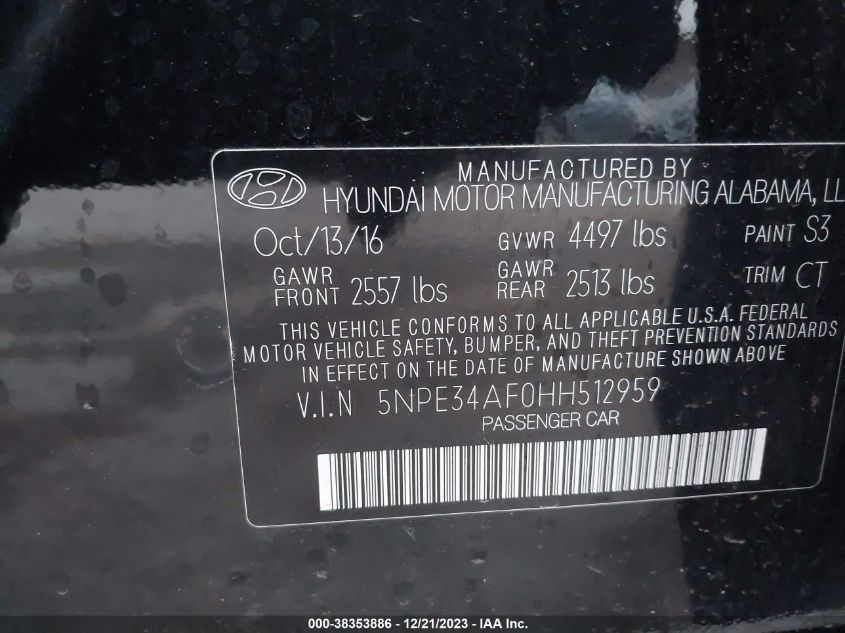 MANUFACTURED BY
HYUNDAI MOTOR MANUFACTURING ALABAMA, LL
Oct/13/16 GVWR 4497 lbs PAINT S3
GAWR FRONT 2557 lbs GAWR REAR 2513 lbs TRIM CT
THIS VEHICLE CONFORMS TO ALL APPLICABLE U.S.A. FEDERAL
MOTOR VEHICLE SAFETY, BUMPER, AND THEFT PREVENTION STANDARDS
IN EFFECT ON THE DATE OF MANUFACTURE SHOWN ABOVE
V.I.N 5NPE34AF0HH512959
PASSENGER CAR
000-38353886 - 12/21/2023 - IAA Inc.